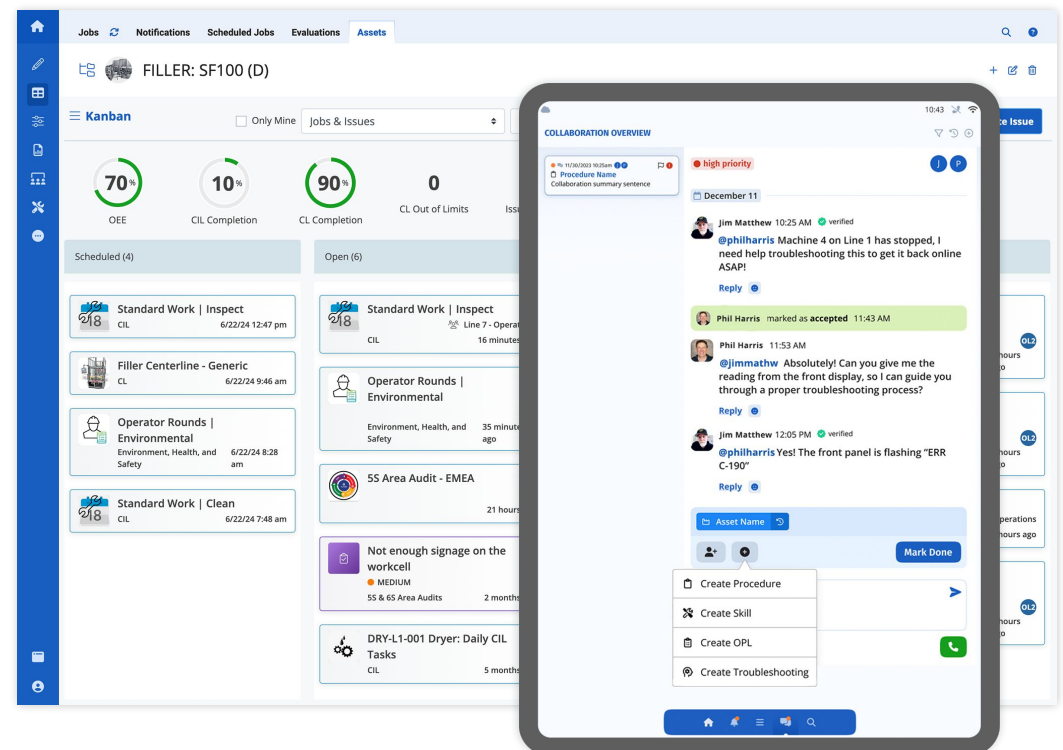 Jobs Notifications Scheduled Jobs Evaluations Assets
FILLER: SF100 (D)
Kanban
Only Mine
Jobs & Issues
te Issue
70%
OEE
10%
CIL Completion
90%
CL Completion
0
CL Out of Limits
Issu
Scheduled (4)
Standard Work | Inspect
CIL 6/22/24 12:47 pm
Filler Centerline - Generic
CL 6/22/24 9:46 am
Operator Rounds |
Environmental
Environment, Health, and 6/22/24 8:28
Safety am
Standard Work | Clean
CIL 6/22/24 7:48 am
Open (6)
Standard Work | Inspect
Line 7 - Operat
CIL 16 minutes
Operator Rounds |
Environmental
Environment, Health, and 35 minute
Safety ago
5S Area Audit - EMEA
21 hours
Not enough signage on the
workcell
MEDIUM
5S & 6S Area Audits 2 months
DRY-L1-001 Dryer: Daily CIL
Tasks
CIL 5 months
OL2
hours
o
OL2
hours
o
perations
hours ago
OL2
hours
o
10:43
COLLABORATION OVERVIEW
11/30/2023 10:25am J P
Procedure Name
Collaboration summary sentence
high priority
J P
December 11
Jim Matthew 10:25 AM verified
@philharris Machine 4 on Line 1 has stopped, I
need help troubleshooting this to get it back online
ASAP!
Reply
Phil Harris marked as accepted 11:43 AM
Phil Harris 11:53 AM
@jimmathw Absolutely! Can you give me the
reading from the front display, so I can guide you
through a proper troubleshooting process?
Reply
Jim Matthew 12:05 PM verified
@philharris Yes! The front panel is flashing “ERR
C-190”
Reply
Asset Name
Mark Done
Create Procedure
Create Skill
Create OPL
Create Troubleshooting